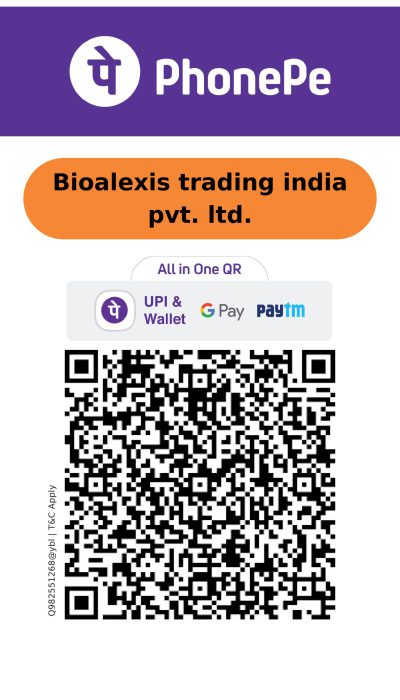 पे PhonePe
Bioalexis trading india
pvt. ltd.
All in One QR
पे UPI &
Wallet
G Pay
paytm
Q982551268@ybl | T&C Apply